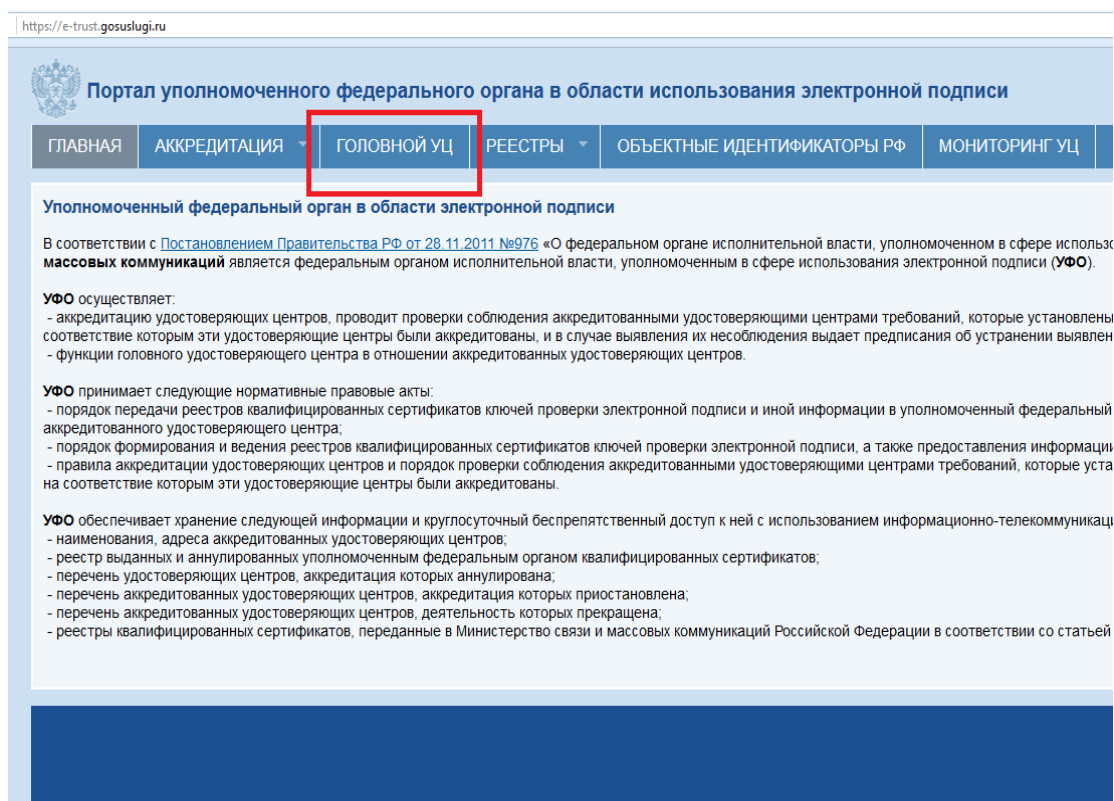 https://e-trust.gosuslugi.ru
Портал уполномоченного федерального органа в области использования электронной подписи
ГЛАВНАЯ АККРЕДИТАЦИЯ ГОЛОВНОЙ УЦ РЕЕСТРЫ ОБЪЕКТНЫЕ ИДЕНТИФИКАТОРЫ РФ МОНИТОРИНГ УЦ
Уполномоченный федеральный орган в области электронной подписи
В соответствии с Постановлением Правительства РФ от 28.11.2011 №976 «О федеральном органе исполнительной власти, уполномоченном в сфере использо
массовых коммуникаций является федеральным органом исполнительной власти, уполномоченным в сфере использования электронной подписи (УФО).
УФО осуществляет:
- аккредитацию удостоверяющих центров, проводит проверки соблюдения аккредитованными удостоверяющими центрами требований, которые установлены
соответствие которым эти удостоверяющие центры были аккредитованы, и в случае выявления их несоблюдения выдает предписания об устранении выявлен
- функции головного удостоверяющего центра в отношении аккредитованных удостоверяющих центров.
УФО принимает следующие нормативные правовые акты:
- порядок передачи реестров квалифицированных сертификатов ключей проверки электронной подписи и иной информации в уполномоченный федеральный
аккредитованного удостоверяющего центра;
- порядок формирования и ведения реестров квалифицированных сертификатов ключей проверки электронной подписи, а также предоставления информации
- правила аккредитации удостоверяющих центров и порядок проверки соблюдения аккредитованными удостоверяющими центрами требований, которые уста
на соответствие которым эти удостоверяющие центры были аккредитованы.
УФО обеспечивает хранение следующей информации и круглосуточный беспрепятственный доступ к ней с использованием информационно-телекоммуникаци
- наименования, адреса аккредитованных удостоверяющих центров;
- реестр выданных и аннулированных уполномоченным федеральным органом квалифицированных сертификатов;
- перечень удостоверяющих центров, аккредитация которых аннулирована;
- перечень аккредитованных удостоверяющих центров, аккредитация которых приостановлена;
- перечень аккредитованных удостоверяющих центров, деятельность которых прекращена;
- реестры квалифицированных сертификатов, переданные в Министерство связи и массовых коммуникаций Российской Федерации в соответствии со статьей